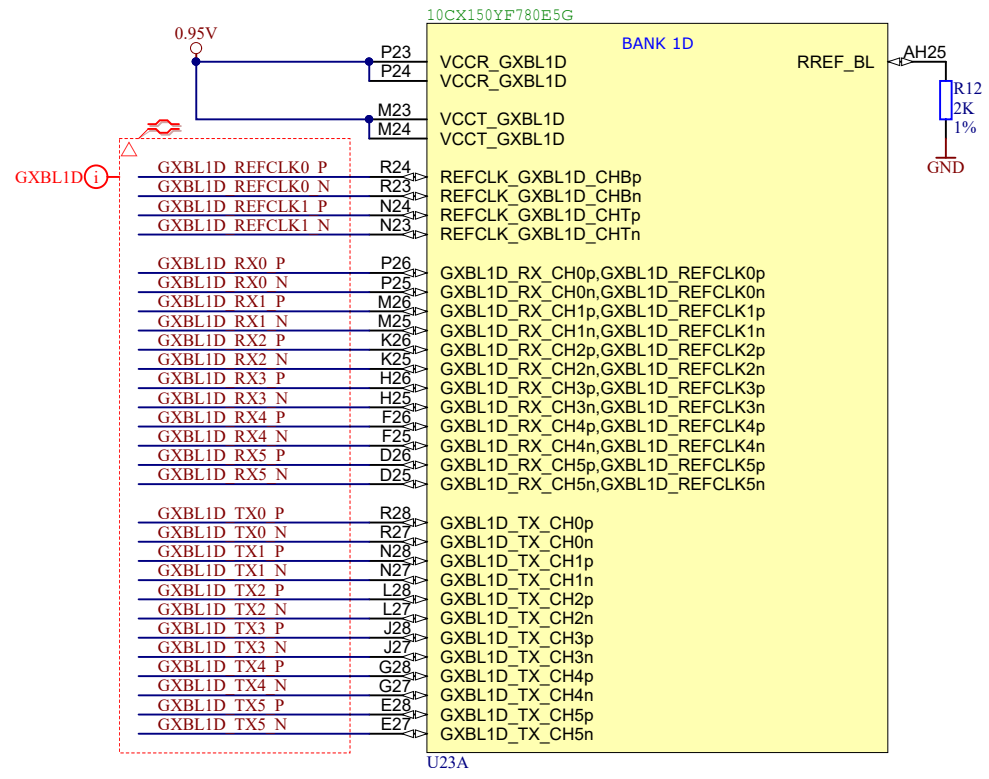 10CX150YF780E5G
0.95V
BANK 1D
P23 VCCR_GXBL1D
P24 VCCR_GXBL1D
M23 VCCT_GXBL1D
M24 VCCT_GXBL1D
RREF_BL AH25
R12
2K
1%
GND
GXBL1D i
GXBL1D_REFCLK0_P R24 REFCLK_GXBL1D_CHBp
GXBL1D_REFCLK0_N R23 REFCLK_GXBL1D_CHBn
GXBL1D_REFCLK1_P N24 REFCLK_GXBL1D_CHTp
GXBL1D_REFCLK1_N N23 REFCLK_GXBL1D_CHTn
GXBL1D_RX0_P P26 GXBL1D_RX_CH0p,GXBL1D_REFCLK0p
GXBL1D_RX0_N P25 GXBL1D_RX_CH0n,GXBL1D_REFCLK0n
GXBL1D_RX1_P M26 GXBL1D_RX_CH1p,GXBL1D_REFCLK1p
GXBL1D_RX1_N M25 GXBL1D_RX_CH1n,GXBL1D_REFCLK1n
GXBL1D_RX2_P K26 GXBL1D_RX_CH2p,GXBL1D_REFCLK2p
GXBL1D_RX2_N K25 GXBL1D_RX_CH2n,GXBL1D_REFCLK2n
GXBL1D_RX3_P H26 GXBL1D_RX_CH3p,GXBL1D_REFCLK3p
GXBL1D_RX3_N H25 GXBL1D_RX_CH3n,GXBL1D_REFCLK3n
GXBL1D_RX4_P F26 GXBL1D_RX_CH4p,GXBL1D_REFCLK4p
GXBL1D_RX4_N F25 GXBL1D_RX_CH4n,GXBL1D_REFCLK4n
GXBL1D_RX5_P D26 GXBL1D_RX_CH5p,GXBL1D_REFCLK5p
GXBL1D_RX5_N D25 GXBL1D_RX_CH5n,GXBL1D_REFCLK5n
GXBL1D_TX0_P R28 GXBL1D_TX_CH0p
GXBL1D_TX0_N R27 GXBL1D_TX_CH0n
GXBL1D_TX1_P N28 GXBL1D_TX_CH1p
GXBL1D_TX1_N N27 GXBL1D_TX_CH1n
GXBL1D_TX2_P L28 GXBL1D_TX_CH2p
GXBL1D_TX2_N L27 GXBL1D_TX_CH2n
GXBL1D_TX3_P J28 GXBL1D_TX_CH3p
GXBL1D_TX3_N J27 GXBL1D_TX_CH3n
GXBL1D_TX4_P G28 GXBL1D_TX_CH4p
GXBL1D_TX4_N G27 GXBL1D_TX_CH4n
GXBL1D_TX5_P E28 GXBL1D_TX_CH5p
GXBL1D_TX5_N E27 GXBL1D_TX_CH5n
U23A